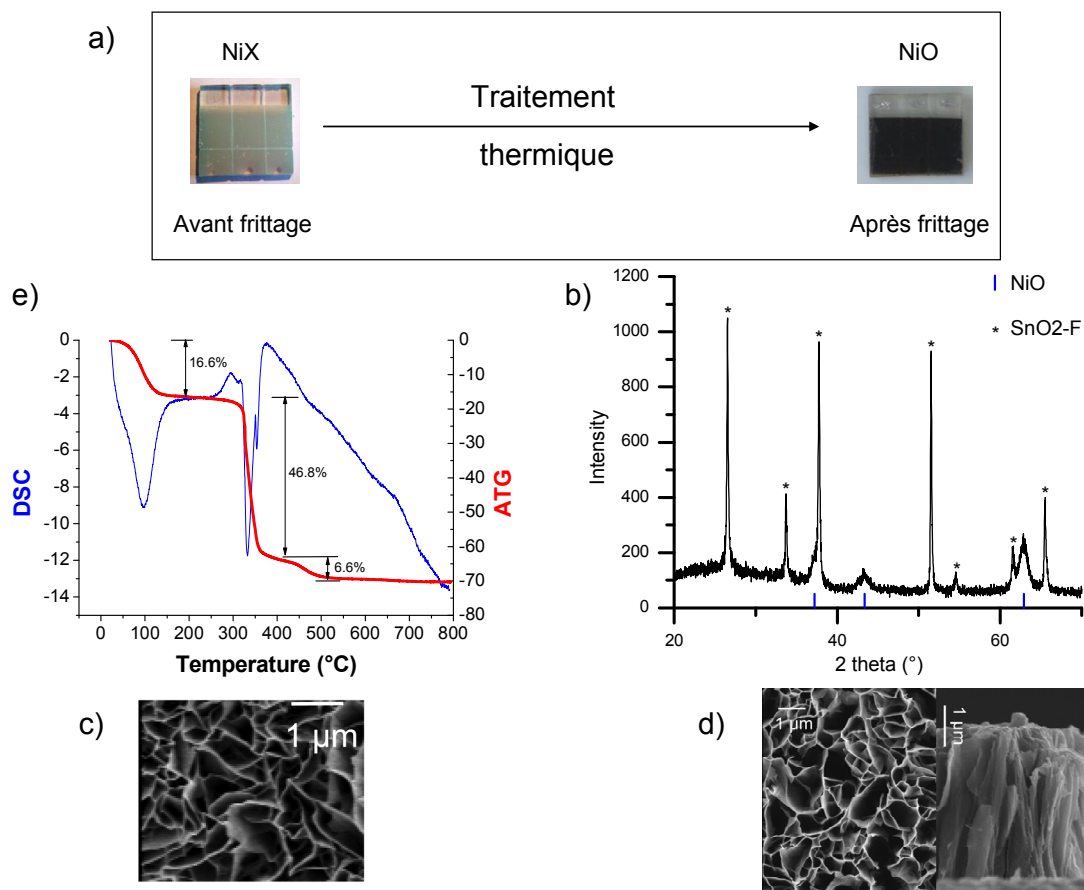 a)
NiX
NiO
Traitement
thermique
Avant frittage
Après frittage
e)
0
-2
-4
-6
-8
-10
-12
-14
DSC
16.6%
46.8%
6.6%
0
-10
-20
-30
-40
-50
-60
-70
-80
ATG
0 100 200 300 400 500 600 700 800
Temperature (°C)
b)
1200
1000
800
600
400
200
0
Intensity
NiO
* SnO2-F
* * * * * * * *
20 40 60
2 theta (°)
c)
1 µm
d)
1 µm
1 µm